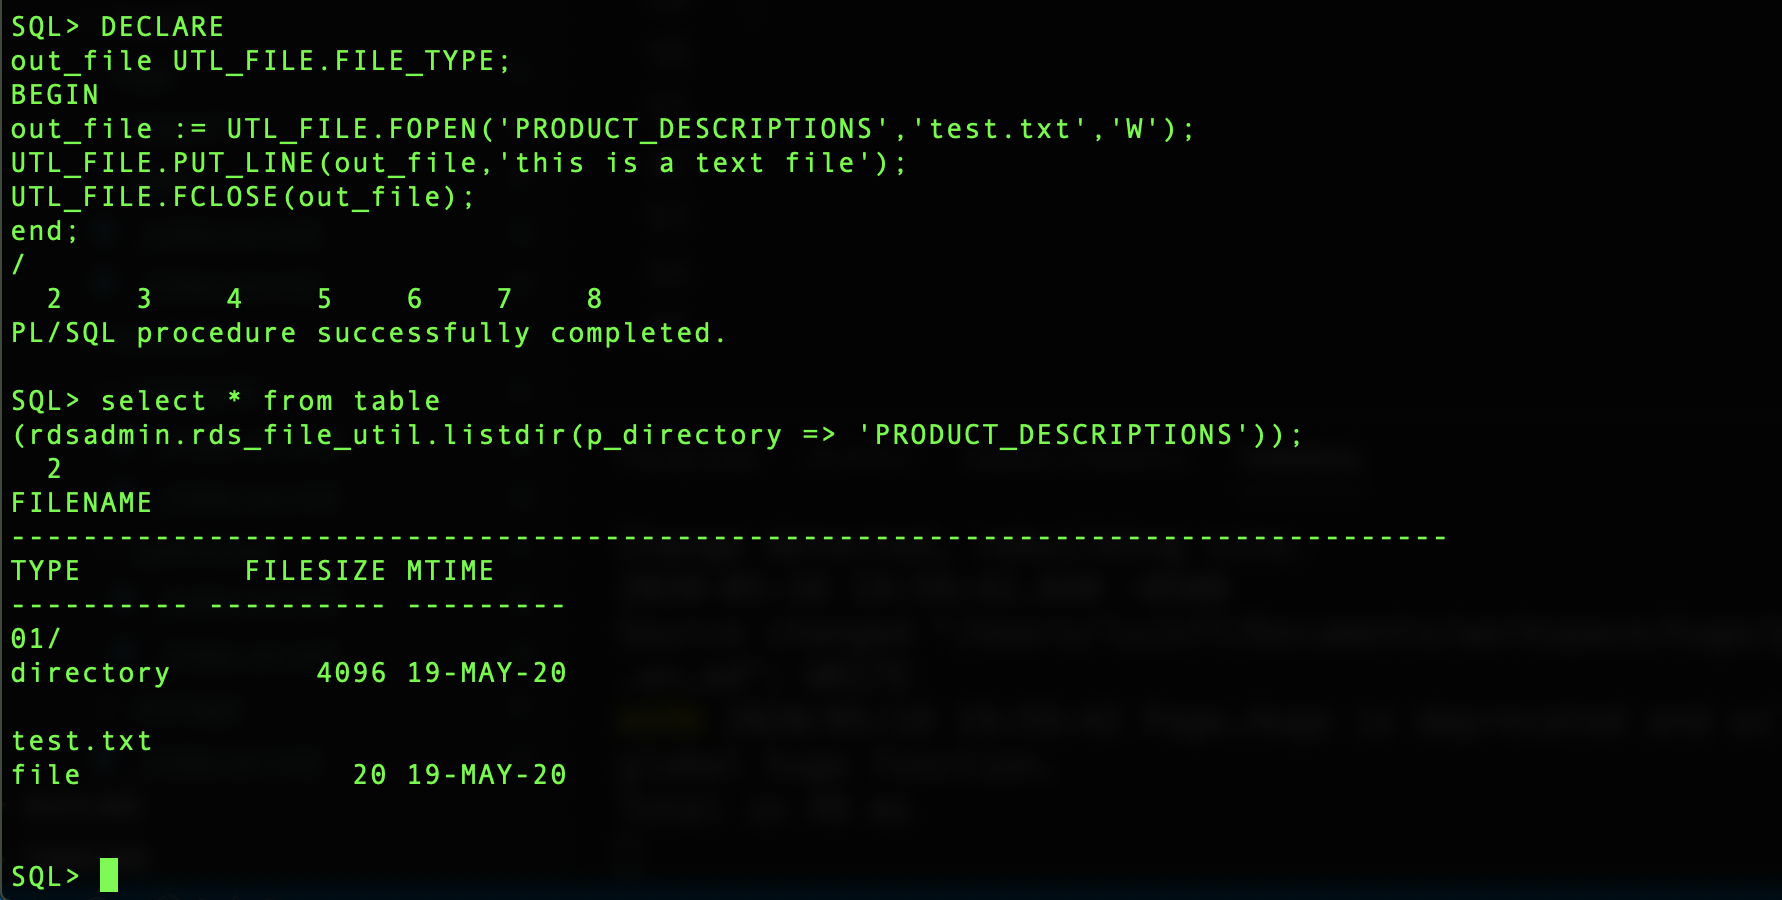 SQL> DECLARE
out_file UTL_FILE.FILE_TYPE;
BEGIN
out_file := UTL_FILE.FOPEN('PRODUCT_DESCRIPTIONS','test.txt','W');
UTL_FILE.PUT_LINE(out_file,'this is a text file');
UTL_FILE.FCLOSE(out_file);
end;
/
  2    3    4    5    6    7    8
PL/SQL procedure successfully completed.
SQL> select * from table
(rdsadmin.rds_file_util.listdir(p_directory => 'PRODUCT_DESCRIPTIONS'));
  2
FILENAME
--------------------------------------------------------------------------------
TYPE         FILESIZE MTIME
---------- ---------- ---------
01/
directory        4096 19-MAY-20
test.txt
file               20 19-MAY-20
SQL>